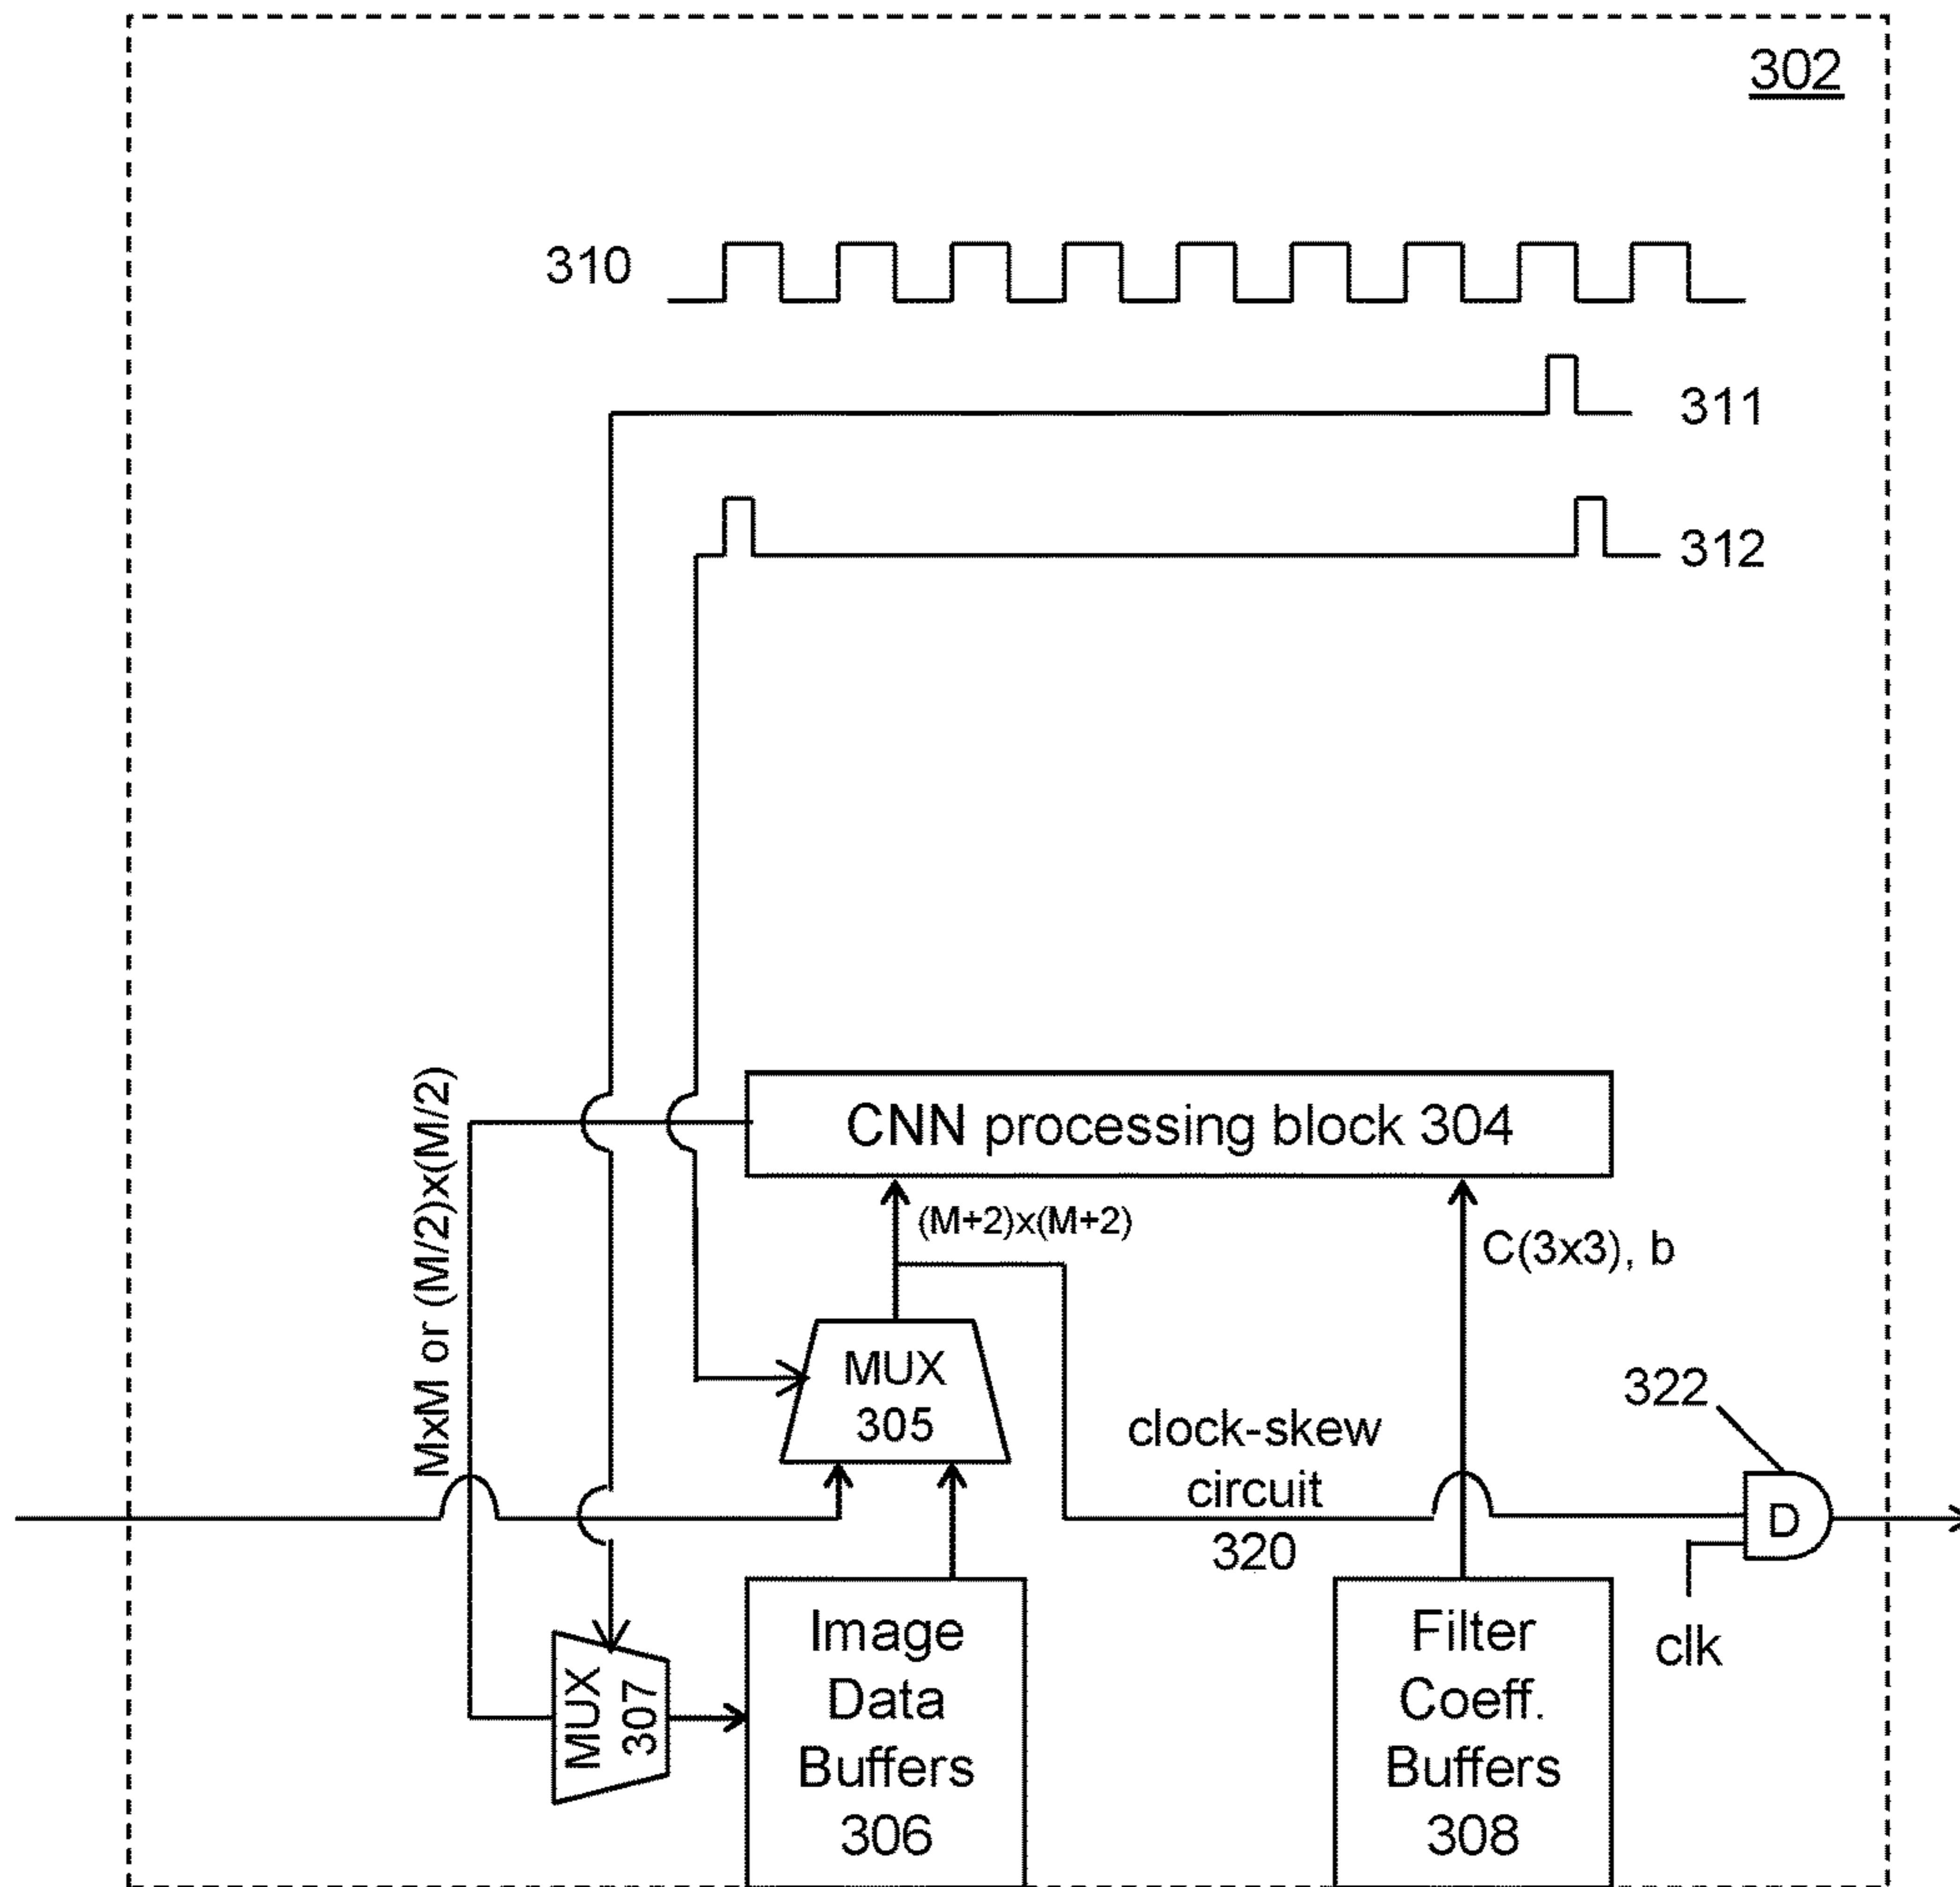 302
310
311
312
MxM or (M/2)x(M/2)
CNN processing block 304
(M+2)x(M+2)
C(3x3), b
MUX
305
clock-skew
circuit
320
322
D
clk
MUX
307
Image
Data
Buffers
306
Filter
Coeff.
Buffers
308